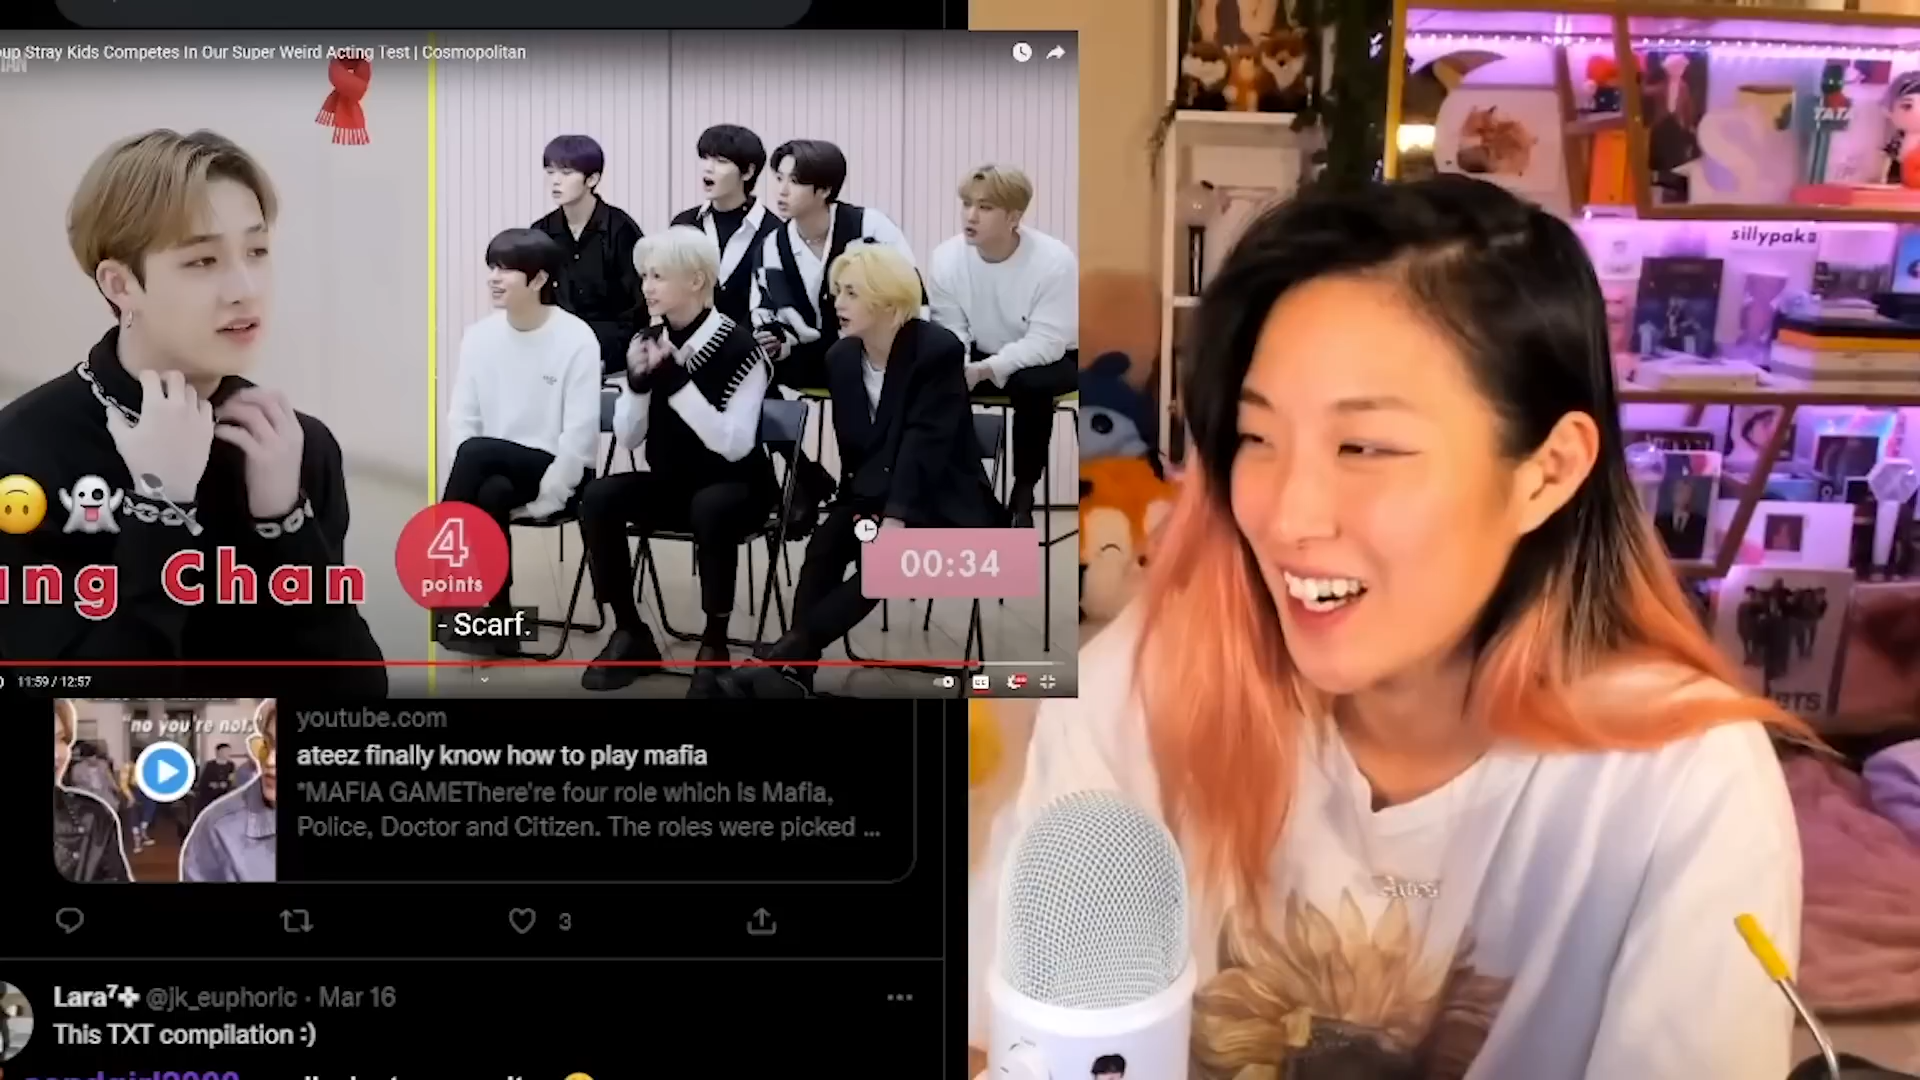 Stray Kids Competes In Our Super Weird Acting Test | Cosmopolitan
Chan
4
points
00:34
- Scarf.
11:59 / 12:57
"no you're not."
youtube.com
ateez finally know how to play mafia
*MAFIA GAMEThere're four role which is Mafia,
Police, Doctor and Citizen. The roles were picked ...
3
Lara⁷ @jk_euphoric · Mar 16
This TXT compilation :)
TATA
sillypaka
BTS